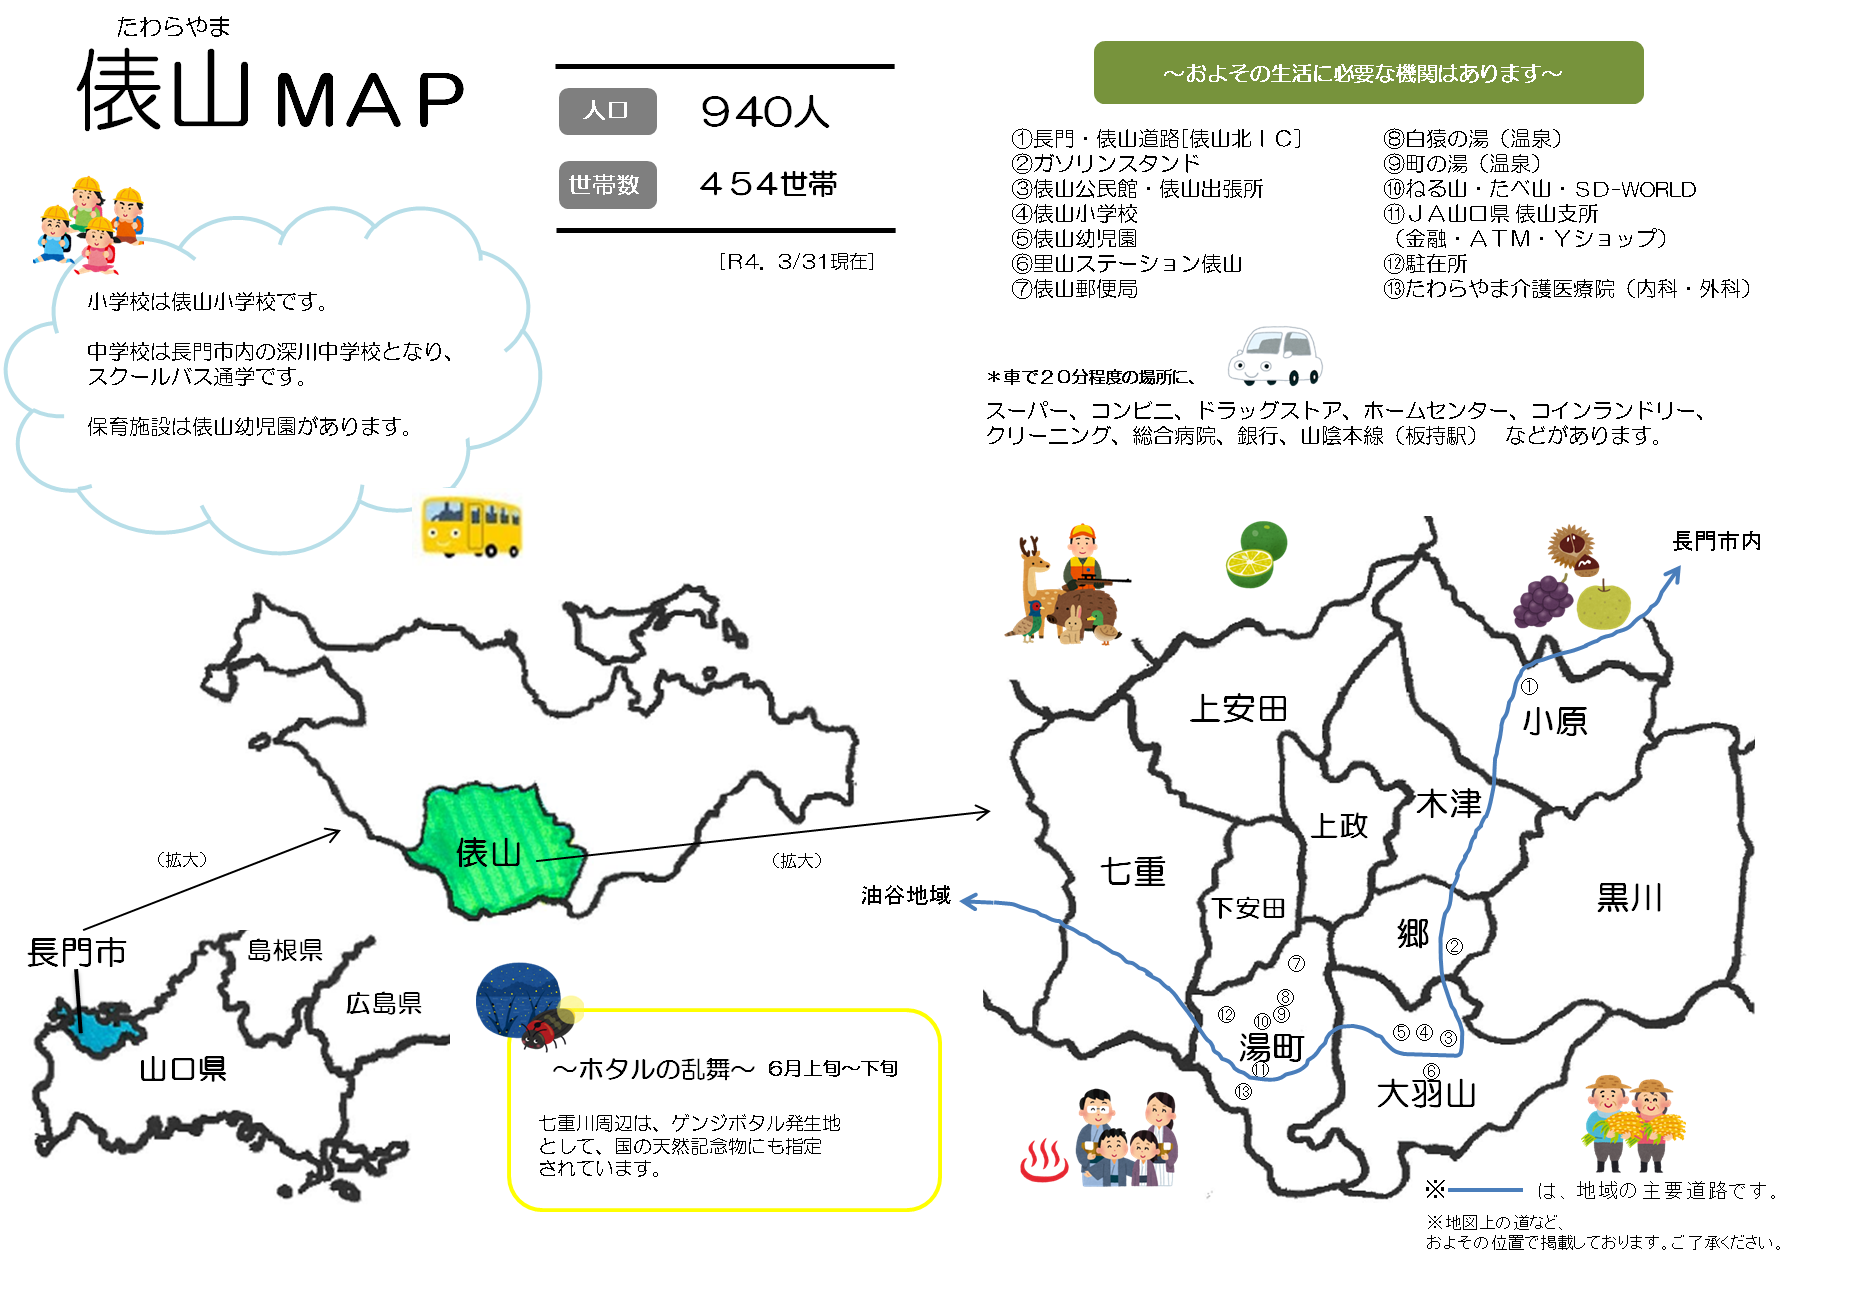 たわらやま
俵山 MAP
人口　９４０人
世帯数　４５４世帯
［Ｒ４．３/３１現在］
小学校は俵山小学校です。
中学校は長門市内の深川中学校となり、
スクールバス通学です。
保育施設は俵山幼児園があります。
～およその生活に必要な機関はあります～
①長門・俵山道路［俵山北ＩＣ］
②ガソリンスタンド
③俵山公民館・俵山出張所
④俵山小学校
⑤俵山幼児園
⑥里山ステーション俵山
⑦俵山郵便局
⑧白猿の湯（温泉）
⑨町の湯（温泉）
⑩ねる山・たべ山・ＳＤ-WORLD
⑪ＪＡ山口県 俵山支所
（金融・ＡＴＭ・Ｙショップ）
⑫駐在所
⑬たわらやま介護医療院（内科・外科）
＊車で２０分程度の場所に、
スーパー、コンビニ、ドラッグストア、ホームセンター、コインランドリー、
クリーニング、総合病院、銀行、山陰本線（板持駅）　などがあります。
長門市内
①
小原
上安田
木津
上政
七重
下安田
黒川
油谷地域
郷
②
⑦
⑧
⑨
⑩
⑫
湯町
⑪
⑬
⑤
④
③
⑥
大羽山
俵山
（拡大）
（拡大）
長門市
島根県
広島県
山口県
～ホタルの乱舞～　６月上旬～下旬
七重川周辺は、ゲンジボタル発生地
として、国の天然記念物にも指定
されています。
※　は、地域の主要道路です。
※地図上の道など、
およその位置で掲載しております。ご了承ください。